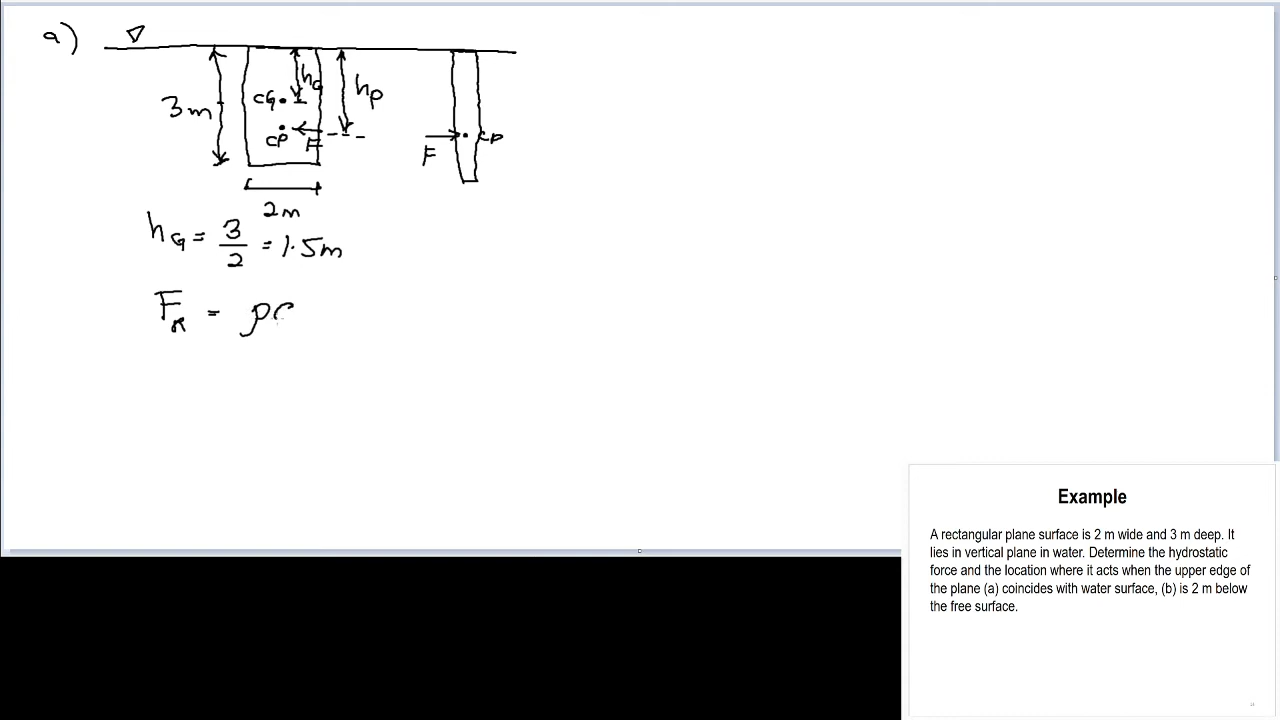 a)
3m
hG
hp
CG
CP
F
CP
F
2m
hG = 3/2 = 1.5m
FR = ρ
Example
A rectangular plane surface is 2 m wide and 3 m deep. It
lies in vertical plane in water. Determine the hydrostatic
force and the location where it acts when the upper edge of
the plane (a) coincides with water surface, (b) is 2 m below
the free surface.